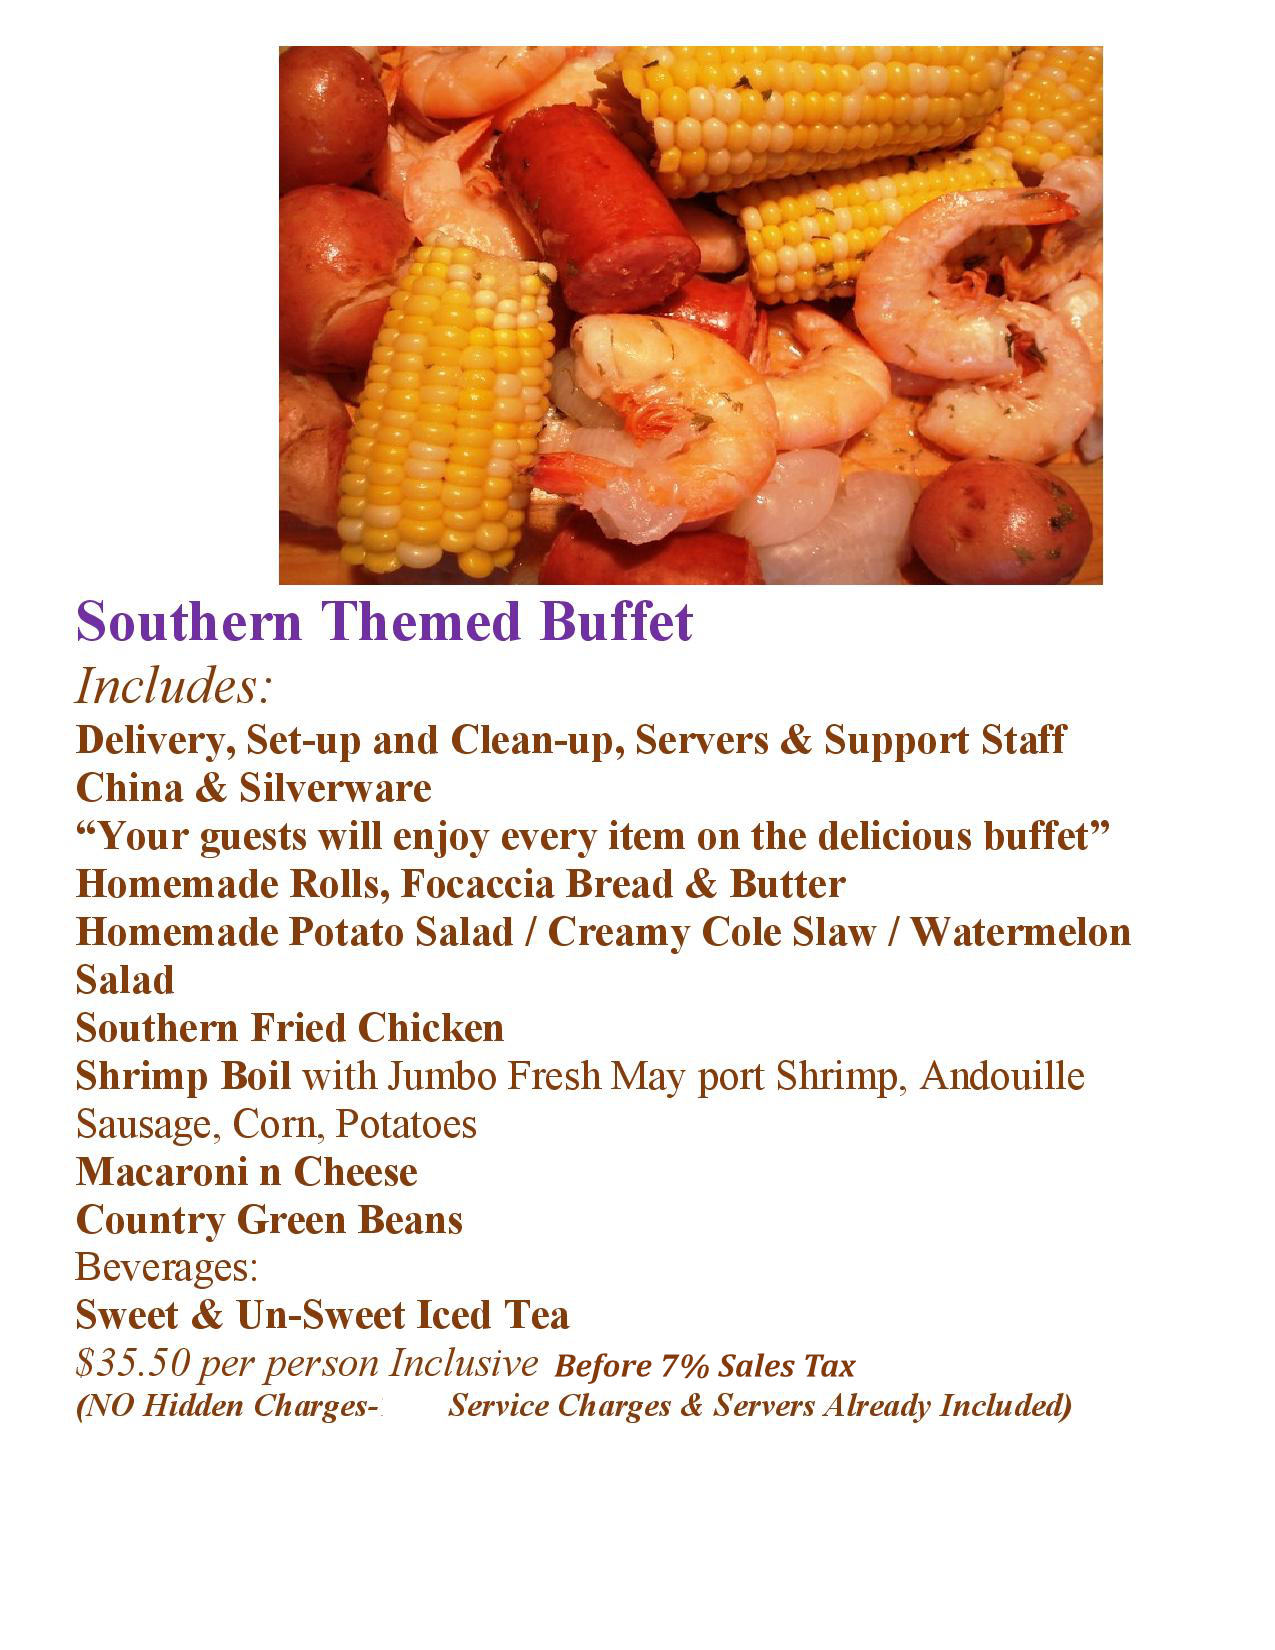 Southern Themed Buffet
Includes:
Delivery, Set-up and Clean-up, Servers & Support Staff
China & Silverware
“Your guests will enjoy every item on the delicious buffet”
Homemade Rolls, Focaccia Bread & Butter
Homemade Potato Salad / Creamy Cole Slaw / Watermelon
Salad
Southern Fried Chicken
Shrimp Boil with Jumbo Fresh May port Shrimp, Andouille
Sausage, Corn, Potatoes
Macaroni n Cheese
Country Green Beans
Beverages:
Sweet & Un-Sweet Iced Tea
$35.50 per person Inclusive Before 7% Sales Tax
(NO Hidden Charges- Service Charges & Servers Already Included)